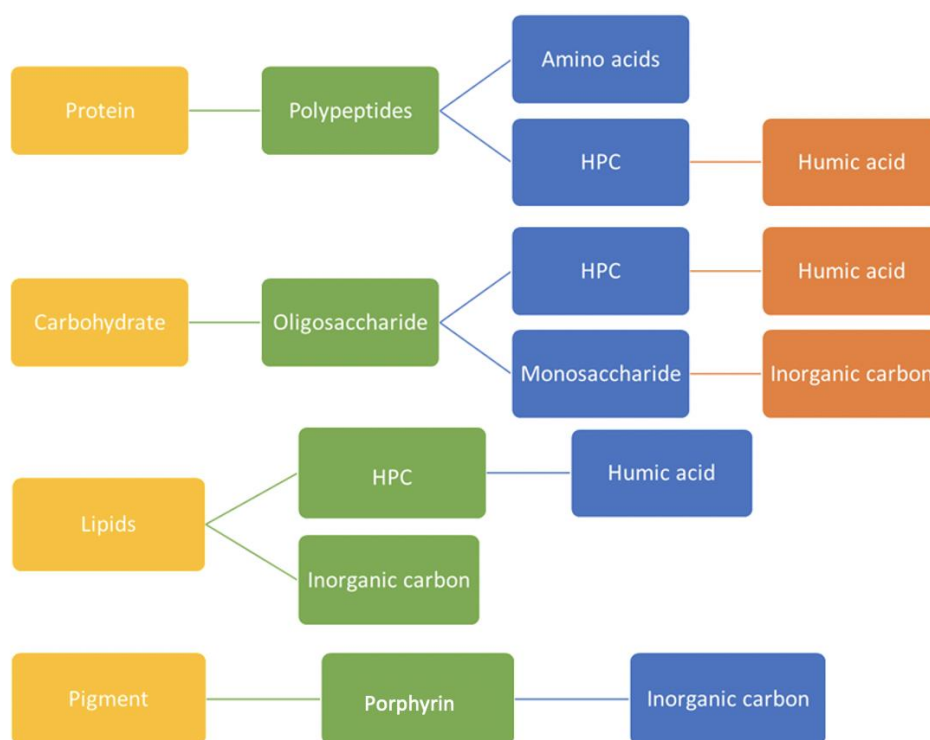 Protein
Polypeptides
Amino acids
HPC
Humic acid
Carbohydrate
Oligosaccharide
HPC
Humic acid
Monosaccharide
Inorganic carbon
Lipids
HPC
Humic acid
Inorganic carbon
Pigment
Porphyrin
Inorganic carbon